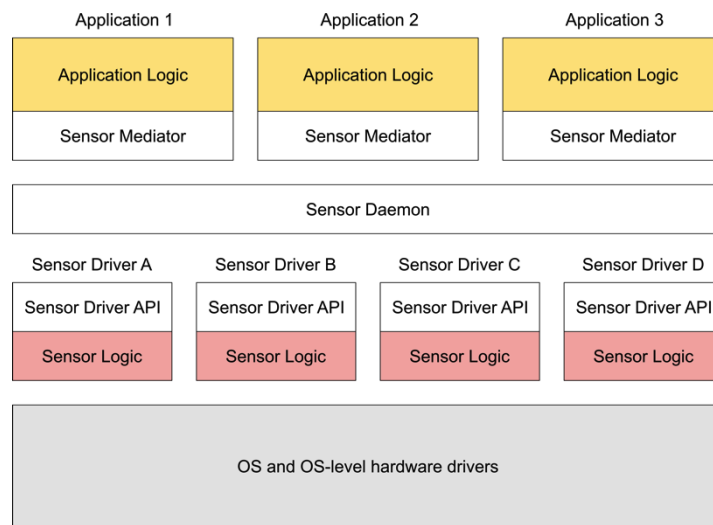 Application 1
Application 2
Application 3
Application Logic
Application Logic
Application Logic
Sensor Mediator
Sensor Mediator
Sensor Mediator
Sensor Daemon
Sensor Driver A
Sensor Driver B
Sensor Driver C
Sensor Driver D
Sensor Driver API
Sensor Driver API
Sensor Driver API
Sensor Driver API
Sensor Logic
Sensor Logic
Sensor Logic
Sensor Logic
OS and OS-level hardware drivers